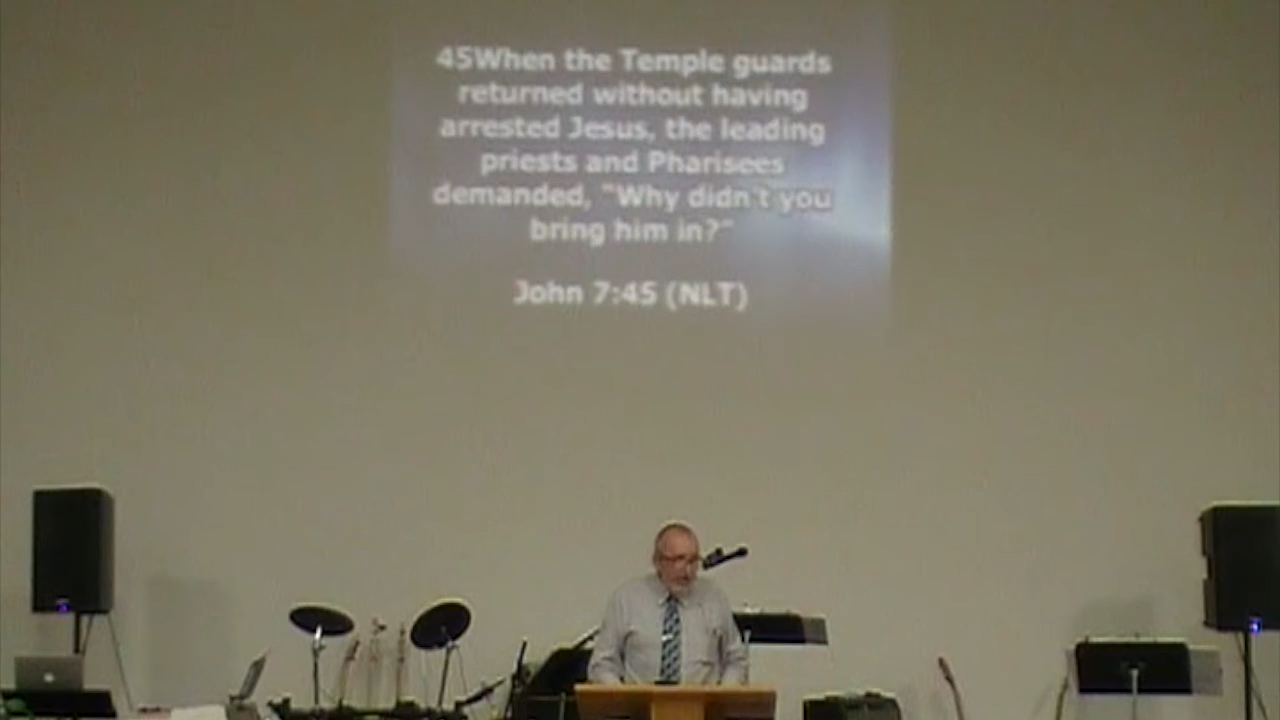 45When the Temple guards
returned without having
arrested Jesus, the leading
priests and Pharisees
demanded, "Why didn't you
bring him in?"
John 7:45 (NLT)